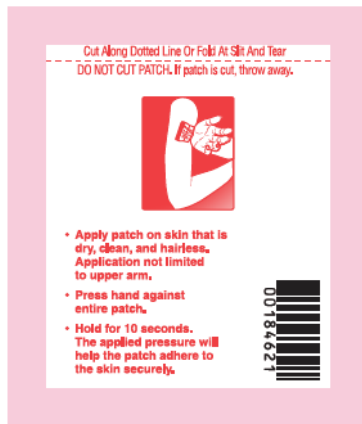 Cut Along Dotted Line Or Fold At Slit And Tear
DO NOT CUT PATCH. If patch is cut, throw away.
• Apply patch on skin that is
dry, clean, and hairless.
Application not limited
to upper arm.
• Press hand against
entire patch.
• Hold for 10 seconds.
The applied pressure will
help the patch adhere to
the skin securely.
00184621